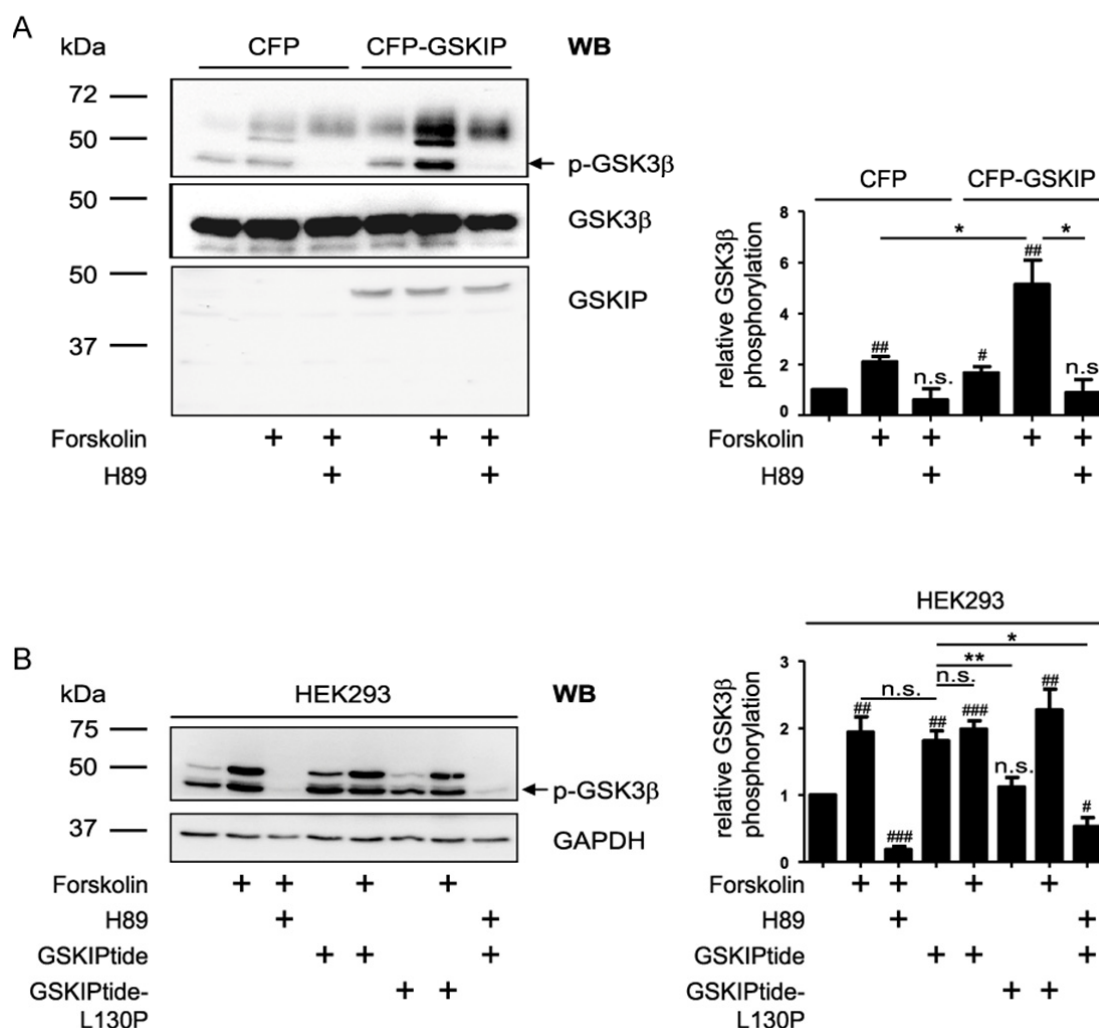 A
kDa
CFP
CFP-GSKIP
WB
72
50
p-GSK3β
50
GSK3β
50
GSKIP
37
Forskolin + + + +
H89 + +
CFP
CFP-GSKIP
relative GSK3β
phosphorylation
8
6
4
2
0
*
*
##
##
#
n.s.
n.s
Forskolin + + + +
H89 + +
B
kDa
HEK293
WB
75
50
p-GSK3β
37
GAPDH
Forskolin + + + +
H89 + +
GSKIPtide + + +
GSKIPtide-
L130P
+ +
HEK293
relative GSK3β
phosphorylation
3
2
1
0
*
**
n.s.
n.s.
##
###
##
###
n.s.
##
#
Forskolin + + + +
H89 + +
GSKIPtide + + +
GSKIPtide-
L130P
+ +